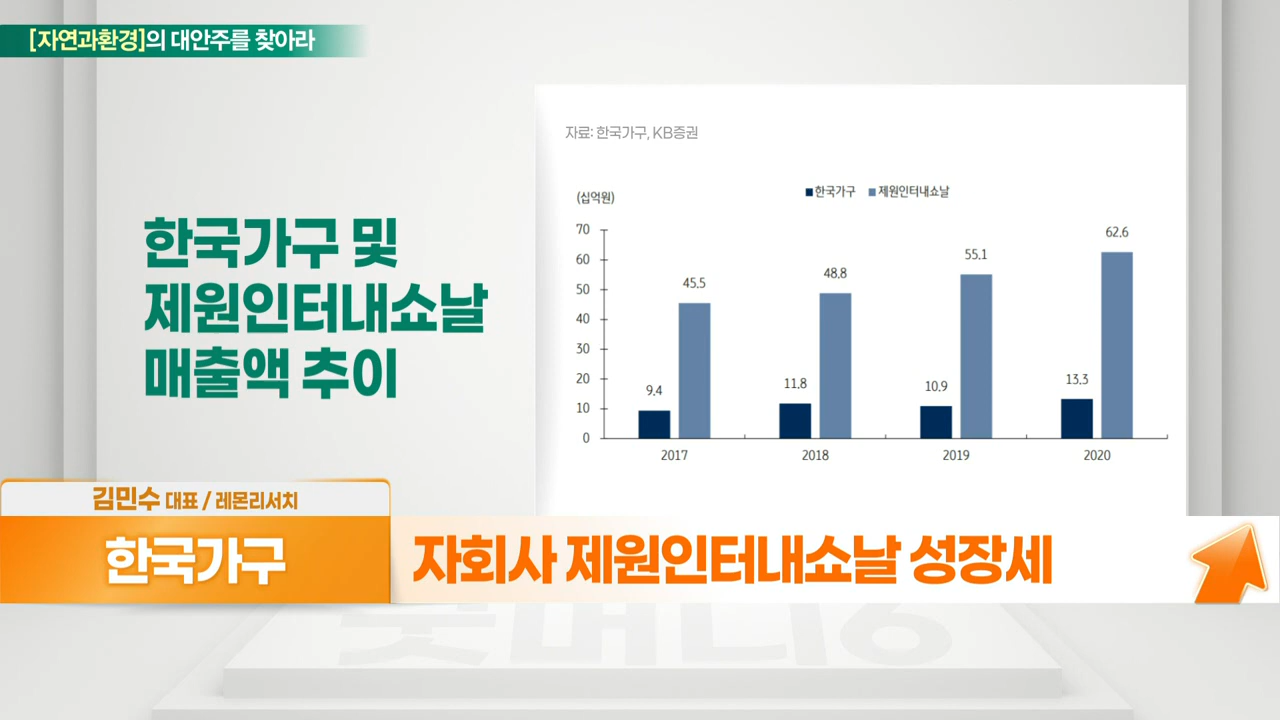 [자연과환경]의 대안주를 찾아라
자료: 한국가구, KB증권
한국가구 및
제원인터내쇼날
매출액 추이
(십억원)
한국가구 제원인터내쇼날
70
60
50
40
30
20
10
0
9.4
45.5
11.8
48.8
10.9
55.1
13.3
62.6
2017 2018 2019 2020
김민수 대표 / 레몬리서치
한국가구
자회사 제원인터내쇼날 성장세